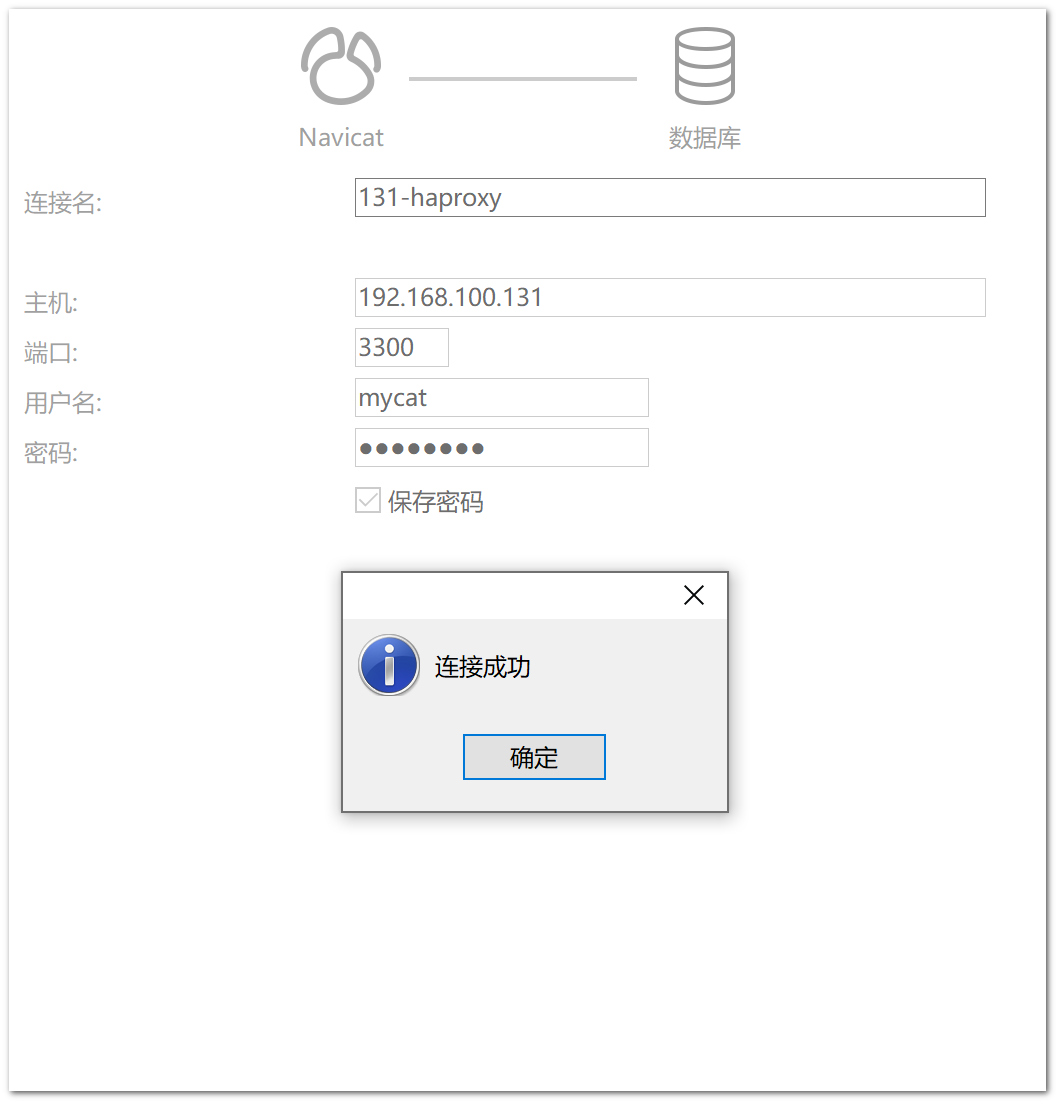 Navicat
数据库
连接名:
131-haproxy
主机:
192.168.100.131
端口:
3300
用户名:
mycat
密码:
●●●●●●●●
保存密码
连接成功
确定